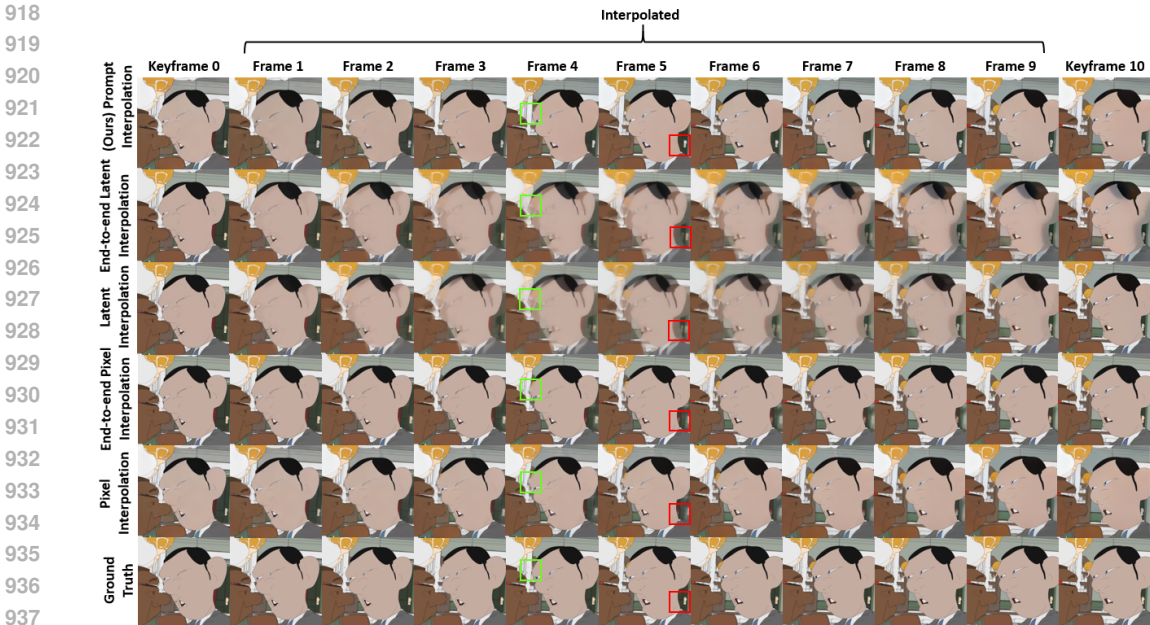 918
919
920
921
922
923
924
925
926
927
928
929
930
931
932
933
934
935
936
937
Interpolated
Keyframe 0 Frame 1 Frame 2 Frame 3 Frame 4 Frame 5 Frame 6 Frame 7 Frame 8 Frame 9 Keyframe 10
(Ours) Prompt
Interpolation
End-to-end Latent
Interpolation
Latent
Interpolation
End-to-end Pixel
Interpolation
Pixel
Interpolation
Ground
Truth